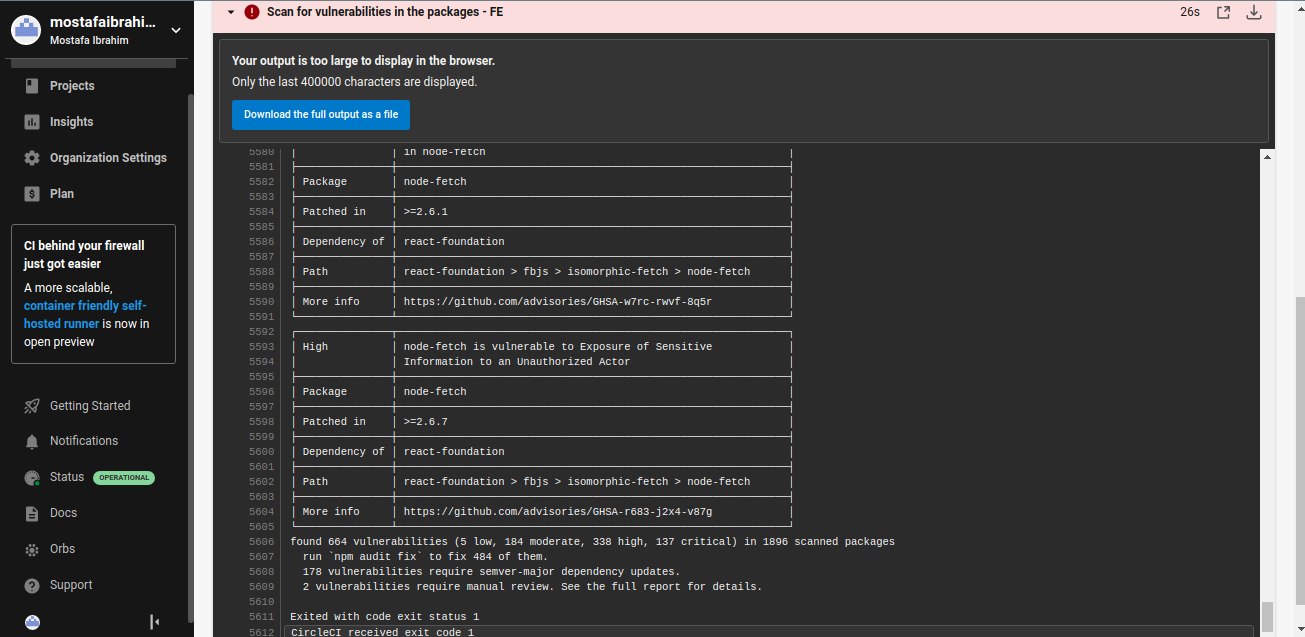 mostafaibrahi...
Mostafa Ibrahim
Projects
Insights
Organization Settings
Plan
CI behind your firewall
just got easier
A more scalable,
container friendly self-
hosted runner is now in
open preview
Getting Started
Notifications
Status OPERATIONAL
Docs
Orbs
Support
Scan for vulnerabilities in the packages - FE 26s
Your output is too large to display in the browser.
Only the last 400000 characters are displayed.
Download the full output as a file
5580 in node-fetch
5581
5582 Package node-fetch
5583
5584 Patched in >=2.6.1
5585
5586 Dependency of react-foundation
5587
5588 Path react-foundation > fbjs > isomorphic-fetch > node-fetch
5589
5590 More info https://github.com/advisories/GHSA-w7rc-rwvf-8q5r
5591
5592
5593 High node-fetch is vulnerable to Exposure of Sensitive
5594 Information to an Unauthorized Actor
5595
5596 Package node-fetch
5597
5598 Patched in >=2.6.7
5599
5600 Dependency of react-foundation
5601
5602 Path react-foundation > fbjs > isomorphic-fetch > node-fetch
5603
5604 More info https://github.com/advisories/GHSA-r683-j2x4-v87g
5605
5606 found 664 vulnerabilities (5 low, 184 moderate, 338 high, 137 critical) in 1896 scanned packages
5607 run `npm audit fix` to fix 484 of them.
5608 178 vulnerabilities require semver-major dependency updates.
5609 2 vulnerabilities require manual review. See the full report for details.
5610
5611 Exited with code exit status 1
5612 CircleCI received exit code 1